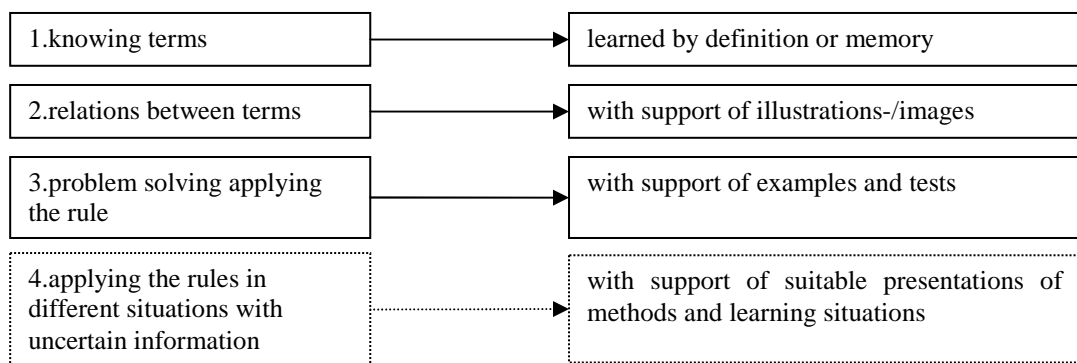 1.knowing terms
learned by definition or memory
2.relations between terms
with support of illustrations-/images
3.problem solving applying
the rule
with support of examples and tests
4.applying the rules in
different situations with
uncertain information
with support of suitable presentations of
methods and learning situations